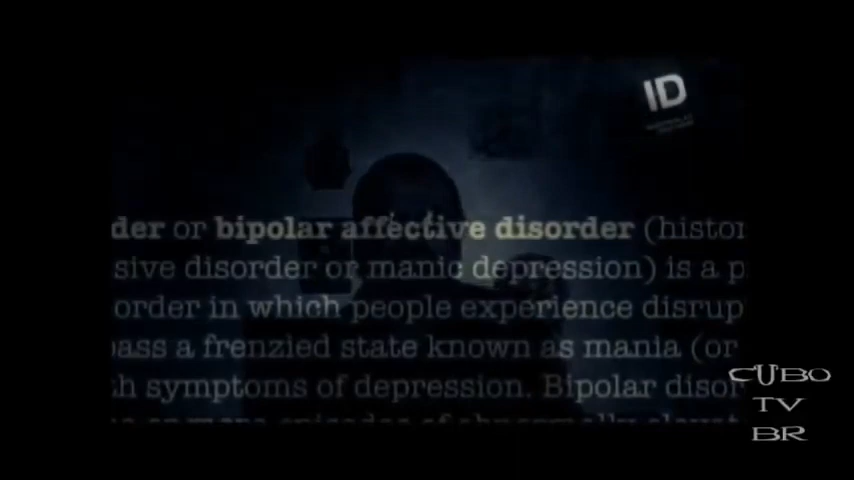 ID
der or bipolar affective disorder (histor
sive disorder or manic depression) is a p
order in which people experience disrup
pass a frenzied state known as mania (or
h symptoms of depression. Bipolar disor
CUBO
TV
BR